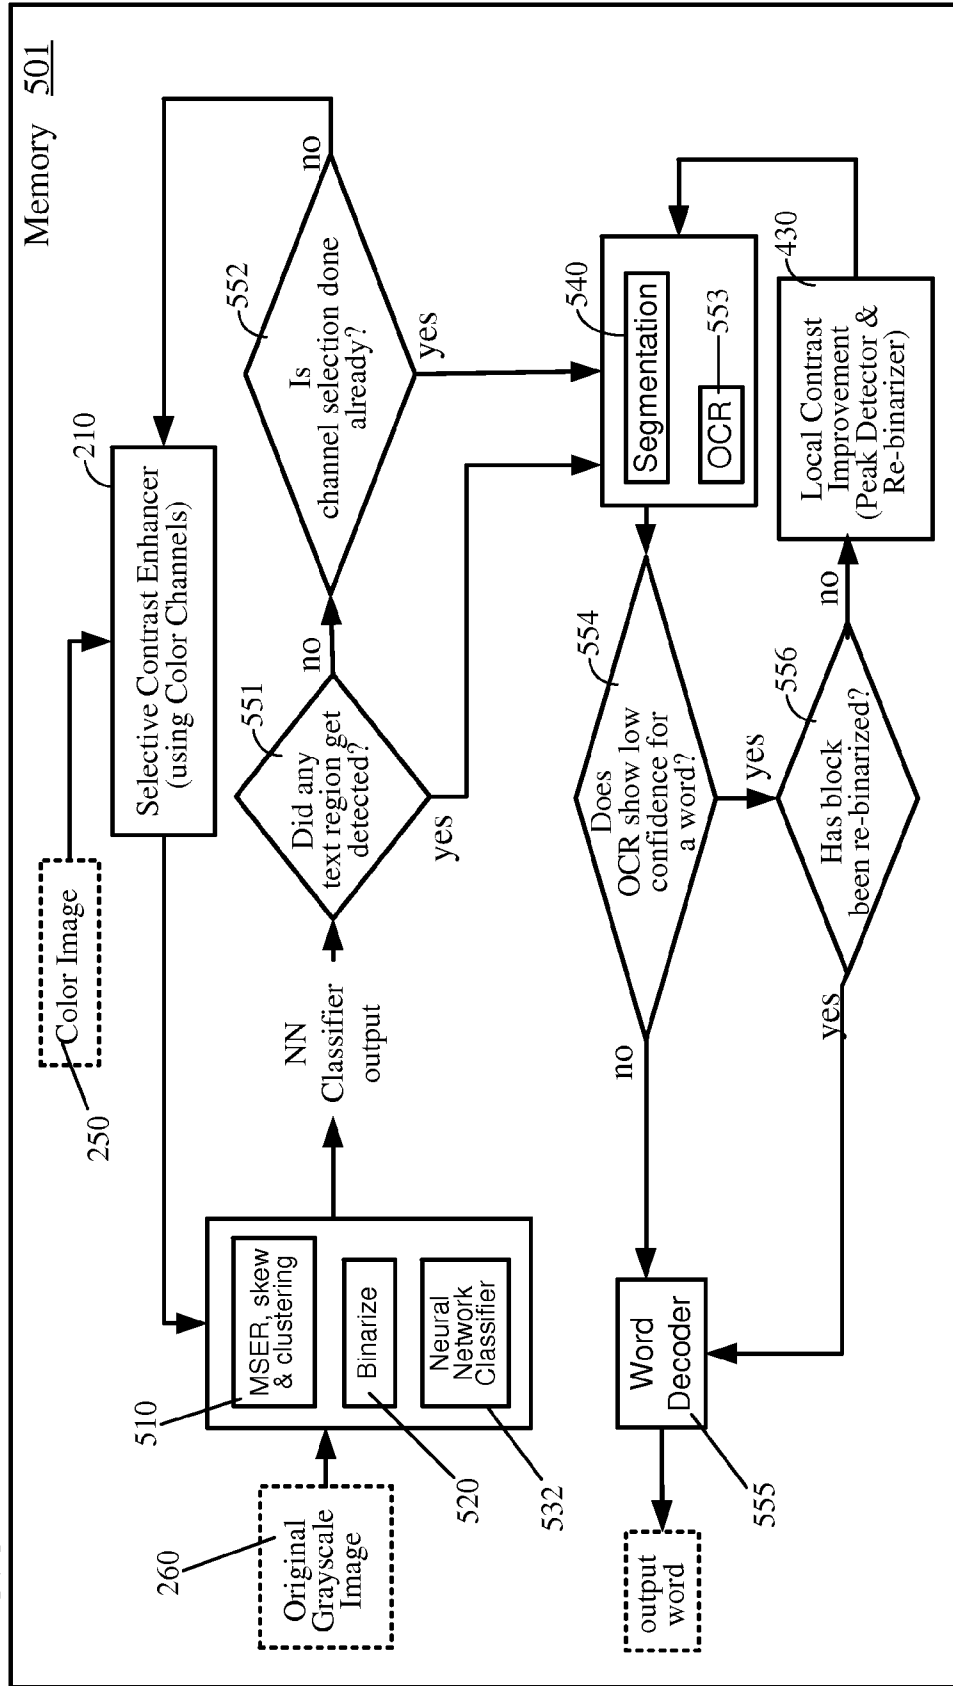 Memory 501
Color Image
250
210
Selective Contrast Enhancer
(using Color Channels)
260
Original
Grayscale
Image
510
MSER, skew
& clustering
Binarize
520
Neural
Network
Classifier
532
NN
Classifier
output
551
Did any
text region get
detected?
no
yes
552
Is
channel selection done
already?
no
yes
540
Segmentation
OCR
553
554
Does
OCR show low
confidence for
a word?
no
yes
556
Has block
been re-binarized?
no
yes
430
Local Contrast
Improvement
(Peak Detector &
Re-binarizer)
Word
Decoder
555
output
word